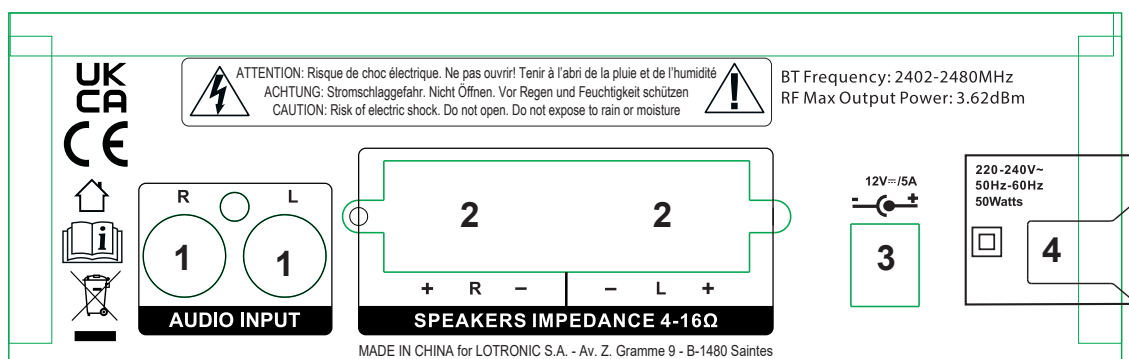 UK
CA
CE
ATTENTION: Risque de choc électrique. Ne pas ouvrir! Tenir à l'abri de la pluie et de l'humidité
ACHTUNG: Stromschlaggefahr. Nicht Öffnen. Vor Regen und Feuchtigkeit schützen
CAUTION: Risk of electric shock. Do not open. Do not expose to rain or moisture
!
BT Frequency: 2402-2480MHz
RF Max Output Power: 3.62dBm
i
R L
1 1
AUDIO INPUT
2 2
+ R - - L +
SPEAKERS IMPEDANCE 4-16Ω
12V⎓/5A
- +
3
220-240V~
50Hz-60Hz
50Watts
4
MADE IN CHINA for LOTRONIC S.A. - Av. Z. Gramme 9 - B-1480 Saintes